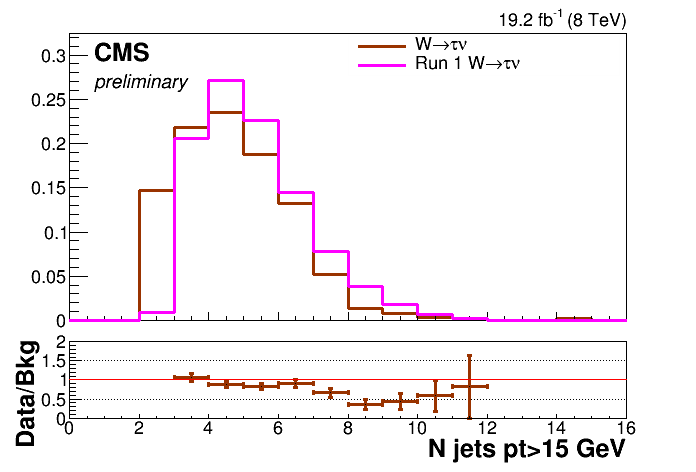 19.2 fb-1 (8 TeV)
CMS
preliminary
W→τν
Run 1 W→τν
0.3
0.25
0.2
0.15
0.1
0.05
0
Data/Bkg
2
1.5
1
0.5
0
0 2 4 6 8 10 12 14 16
N jets pt>15 GeV